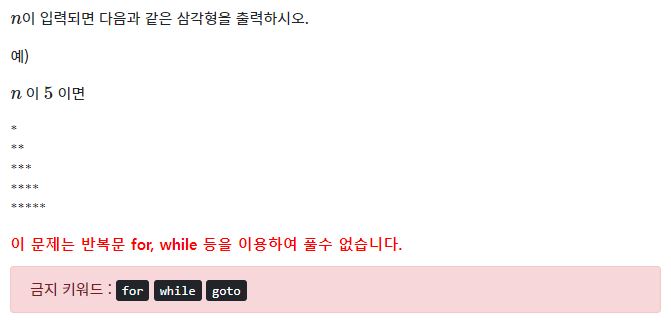 n이 입력되면 다음과 같은 삼각형을 출력하시오.
예)
n 이 5 이면
*
**
***
****
*****
이 문제는 반복문 for, while 등을 이용하여 풀수 없습니다.
금지 키워드 : for while goto